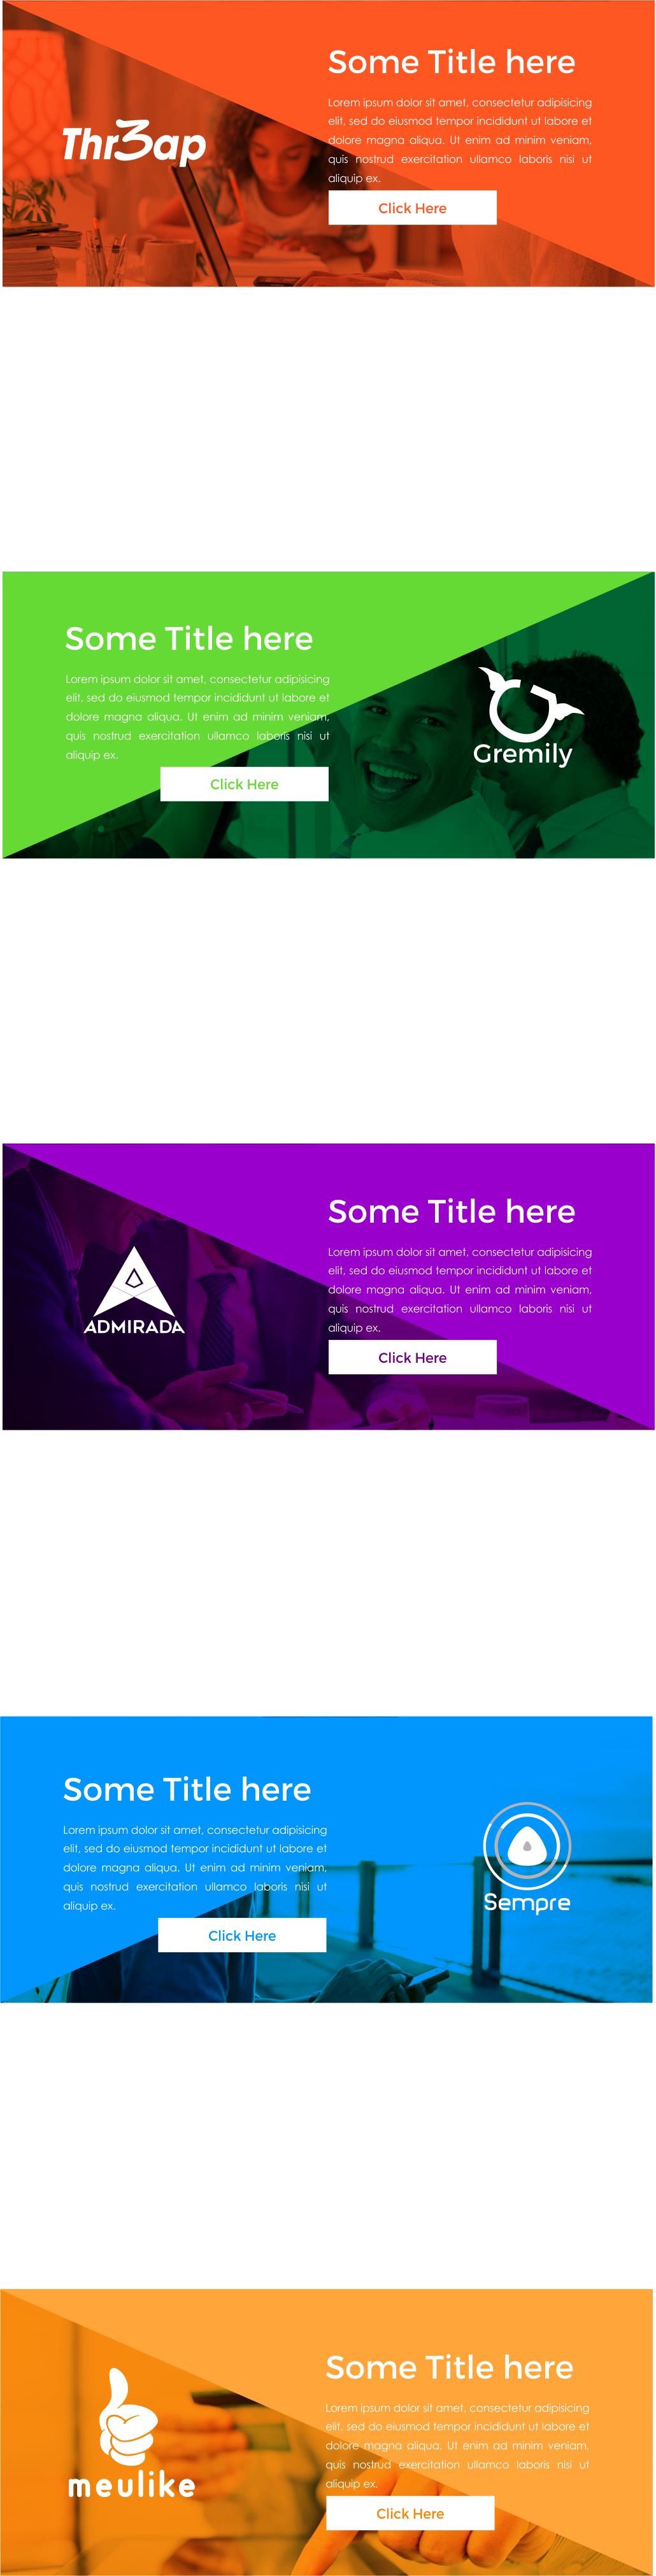 Some Title here
Lorem ipsum dolor sit amet, consectetur adipisicing
elit, sed do eiusmod tempor incididunt ut labore et
dolore magna aliqua. Ut enim ad minim veniam,
quis nostrud exercitation ullamco laboris nisi ut
aliquip ex.
Thr3ap
Click Here
Some Title here
Lorem ipsum dolor sit amet, consectetur adipisicing
elit, sed do eiusmod tempor incididunt ut labore et
dolore magna aliqua. Ut enim ad minim veniam,
quis nostrud exercitation ullamco laboris nisi ut
aliquip ex.
Gremily
Click Here
Some Title here
Lorem ipsum dolor sit amet, consectetur adipisicing
elit, sed do eiusmod tempor incididunt ut labore et
dolore magna aliqua. Ut enim ad minim veniam,
quis nostrud exercitation ullamco laboris nisi ut
aliquip ex.
ADMIRADA
Click Here
Some Title here
Lorem ipsum dolor sit amet, consectetur adipisicing
elit, sed do eiusmod tempor incididunt ut labore et
dolore magna aliqua. Ut enim ad minim veniam,
quis nostrud exercitation ullamco laboris nisi ut
aliquip ex.
Sempre
Click Here
Some Title here
Lorem ipsum dolor sit amet, consectetur adipisicing
elit, sed do eiusmod tempor incididunt ut labore et
dolore magna aliqua. Ut enim ad minim veniam,
quis nostrud exercitation ullamco laboris nisi ut
aliquip ex.
meulike
Click Here